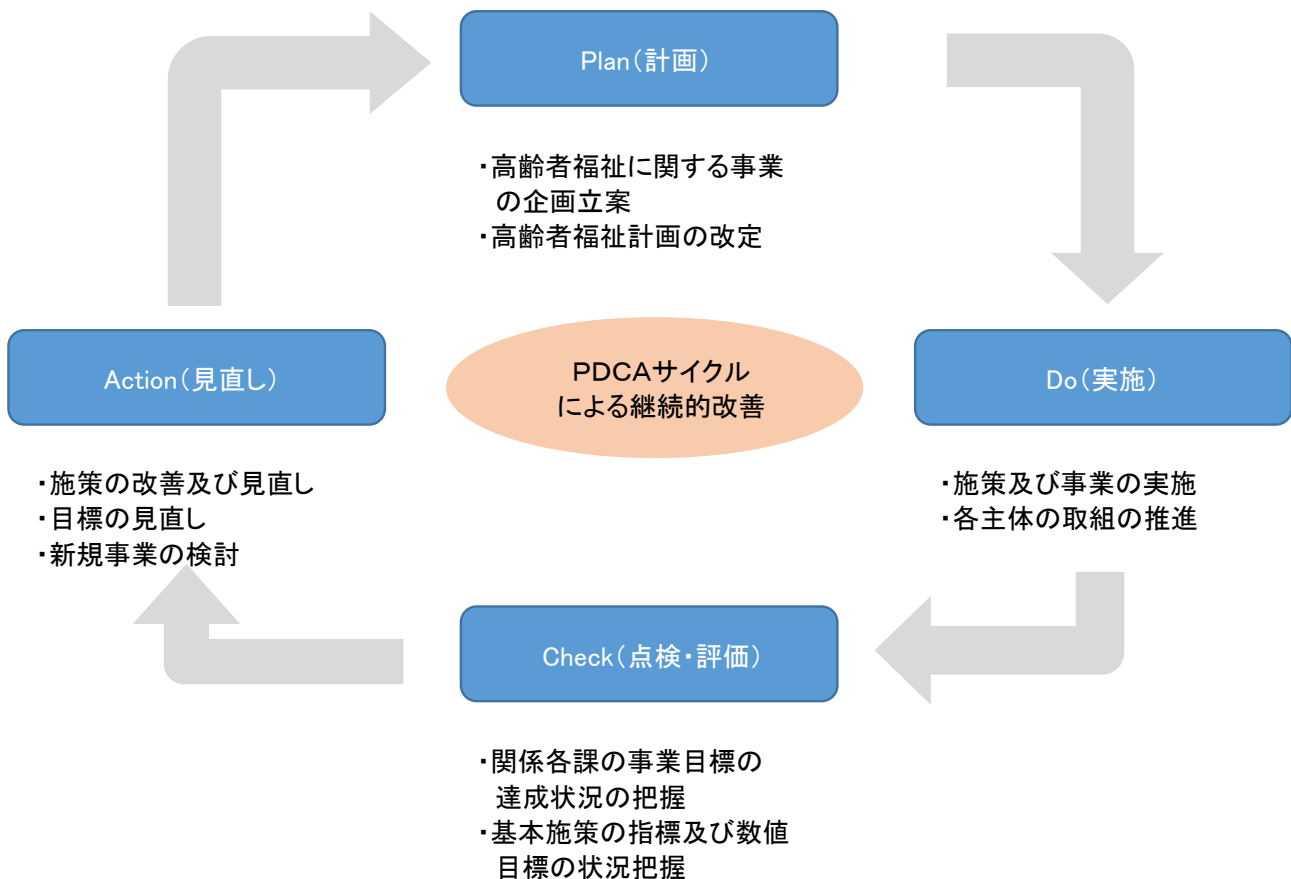 Plan（計画）
・高齢者福祉に関する事業
の企画立案
・高齢者福祉計画の改定
Action（見直し）
PDCAサイクル
による継続的改善
Do（実施）
・施策の改善及び見直し
・目標の見直し
・新規事業の検討
・施策及び事業の実施
・各主体の取組の推進
Check（点検・評価）
・関係各課の事業目標の
達成状況の把握
・基本施策の指標及び数値
目標の状況把握